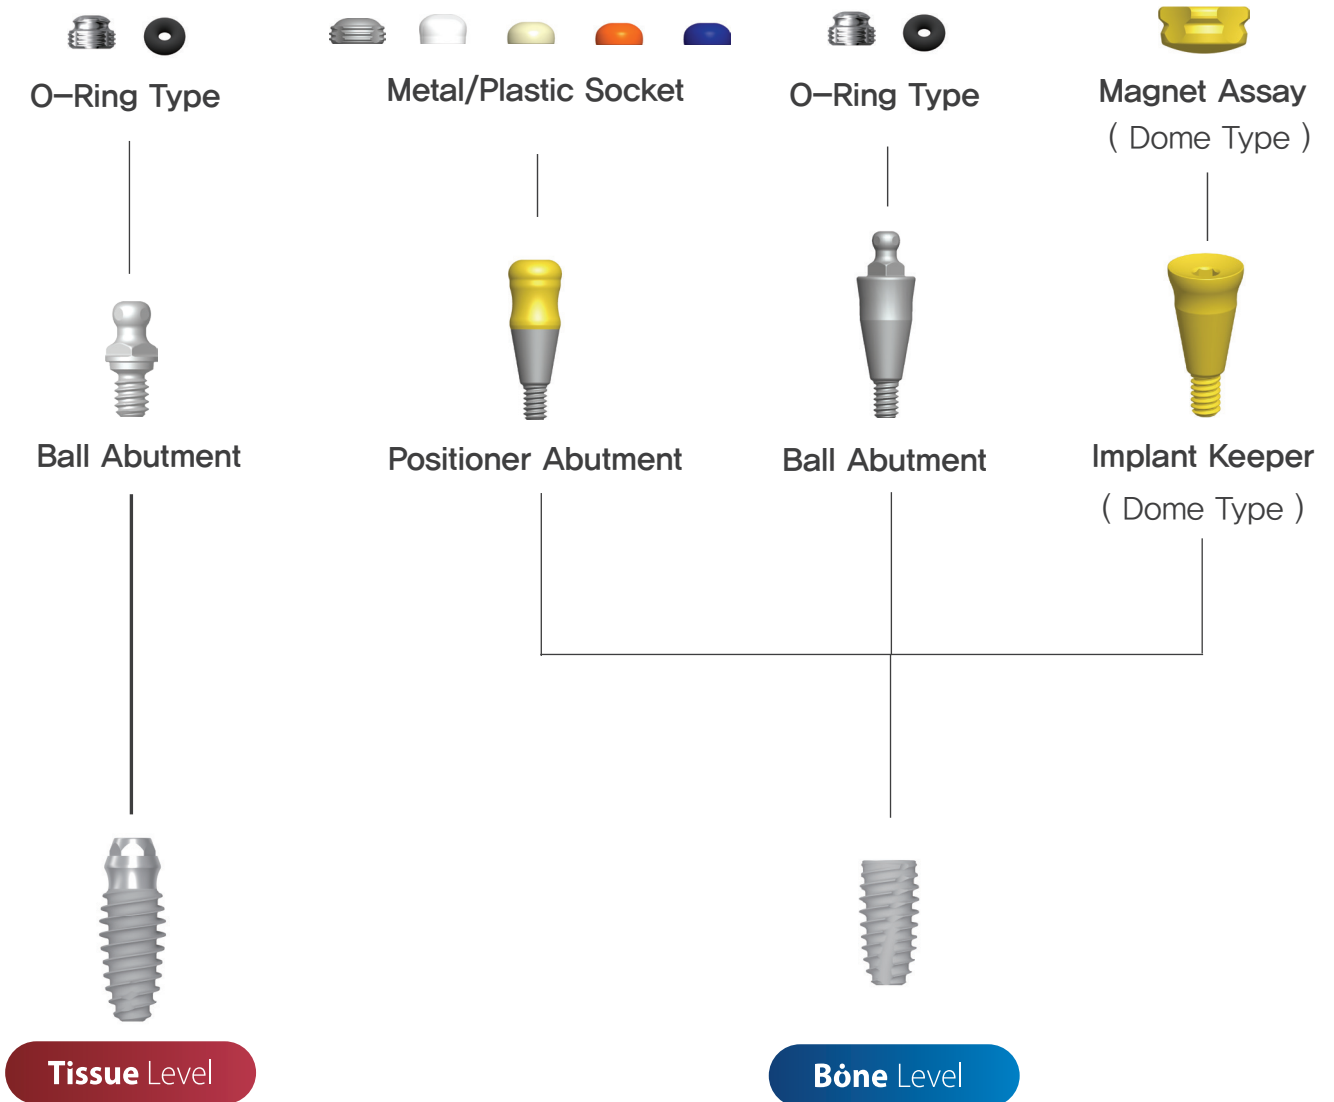 O-Ring Type
Metal/Plastic Socket
O-Ring Type
Magnet Assay
( Dome Type )
Ball Abutment
Positioner Abutment
Ball Abutment
Implant Keeper
( Dome Type )
Tissue Level
Bȯne Level